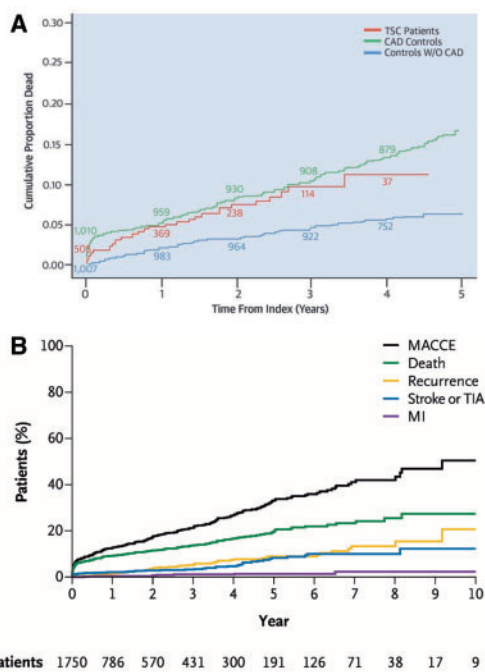 A
0.30
0.25
0.20
0.15
0.10
0.05
0.00
Cumulative Proportion Dead
TSC Patients
CAD Controls
Controls W/O CAD
1,010
959
930
908
879
369
238
114
37
1,007
983
964
922
752
0
1
2
3
4
5
Time From Index (Years)
B
100
80
60
40
20
0
Patients (%)
MACCE
Death
Recurrence
Stroke or TIA
MI
0 1 2 3 4 5 6 7 8 9 10
Year
1750 786 570 431 300 191 126 71 38 17 9